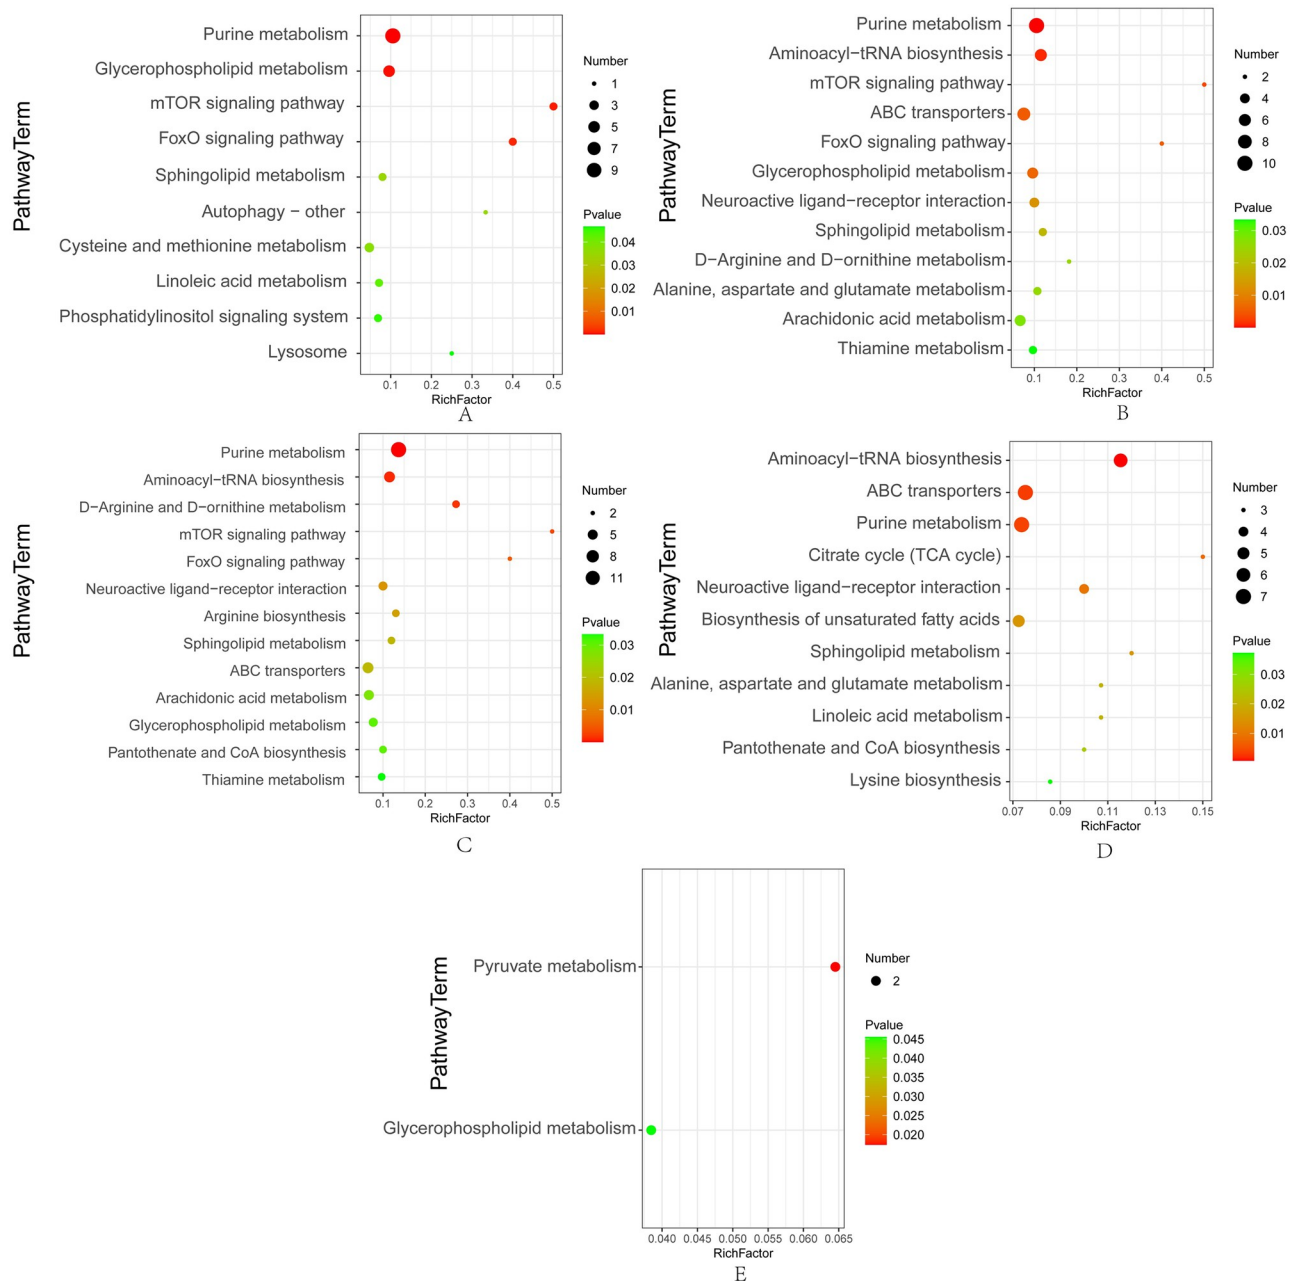 PathwayTerm
Purine metabolism
Glycerophospholipid metabolism
mTOR signaling pathway
FoxO signaling pathway
Sphingolipid metabolism
Autophagy − other
Cysteine and methionine metabolism
Linoleic acid metabolism
Phosphatidylinositol signaling system
Lysosome
0.1 0.2 0.3 0.4 0.5
RichFactor
Number
1
3
5
7
9
Pvalue
0.04
0.03
0.02
0.01
A
PathwayTerm
Purine metabolism
Aminoacyl−tRNA biosynthesis
mTOR signaling pathway
ABC transporters
FoxO signaling pathway
Glycerophospholipid metabolism
Neuroactive ligand−receptor interaction
Sphingolipid metabolism
D−Arginine and D−ornithine metabolism
Alanine, aspartate and glutamate metabolism
Arachidonic acid metabolism
Thiamine metabolism
0.1 0.2 0.3 0.4 0.5
RichFactor
Number
2
4
6
8
10
Pvalue
0.03
0.02
0.01
B
PathwayTerm
Purine metabolism
Aminoacyl−tRNA biosynthesis
D−Arginine and D−ornithine metabolism
mTOR signaling pathway
FoxO signaling pathway
Neuroactive ligand−receptor interaction
Arginine biosynthesis
Sphingolipid metabolism
ABC transporters
Arachidonic acid metabolism
Glycerophospholipid metabolism
Pantothenate and CoA biosynthesis
Thiamine metabolism
0.1 0.2 0.3 0.4 0.5
RichFactor
Number
2
5
8
11
Pvalue
0.03
0.02
0.01
C
PathwayTerm
Aminoacyl−tRNA biosynthesis
ABC transporters
Purine metabolism
Citrate cycle (TCA cycle)
Neuroactive ligand−receptor interaction
Biosynthesis of unsaturated fatty acids
Sphingolipid metabolism
Alanine, aspartate and glutamate metabolism
Linoleic acid metabolism
Pantothenate and CoA biosynthesis
Lysine biosynthesis
0.07 0.09 0.11 0.13 0.15
RichFactor
Number
3
4
5
6
7
Pvalue
0.03
0.02
0.01
D
PathwayTerm
Pyruvate metabolism
Glycerophospholipid metabolism
0.040 0.045 0.050 0.055 0.060 0.065
RichFactor
Number
2
Pvalue
0.045
0.040
0.035
0.030
0.025
0.020
E